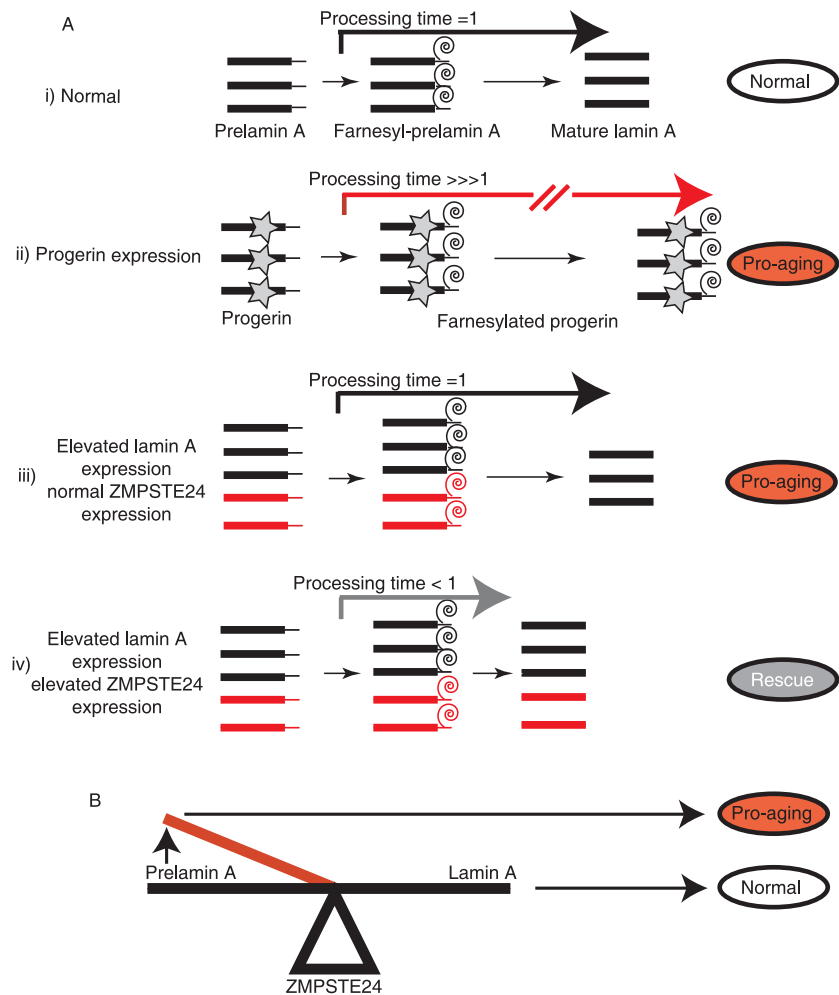 A
Processing time =1
i) Normal
Prelamin A
Farnesyl-prelamin A
Mature lamin A
Normal
Processing time >>>1
ii) Progerin expression
Progerin
Farnesylated progerin
Pro-aging
Processing time =1
iii)
Elevated lamin A
expression
normal ZMPSTE24
expression
Pro-aging
Processing time < 1
iv)
Elevated lamin A
expression
elevated ZMPSTE24
expression
Rescue
B
Pro-aging
Prelamin A
Lamin A
Normal
ZMPSTE24